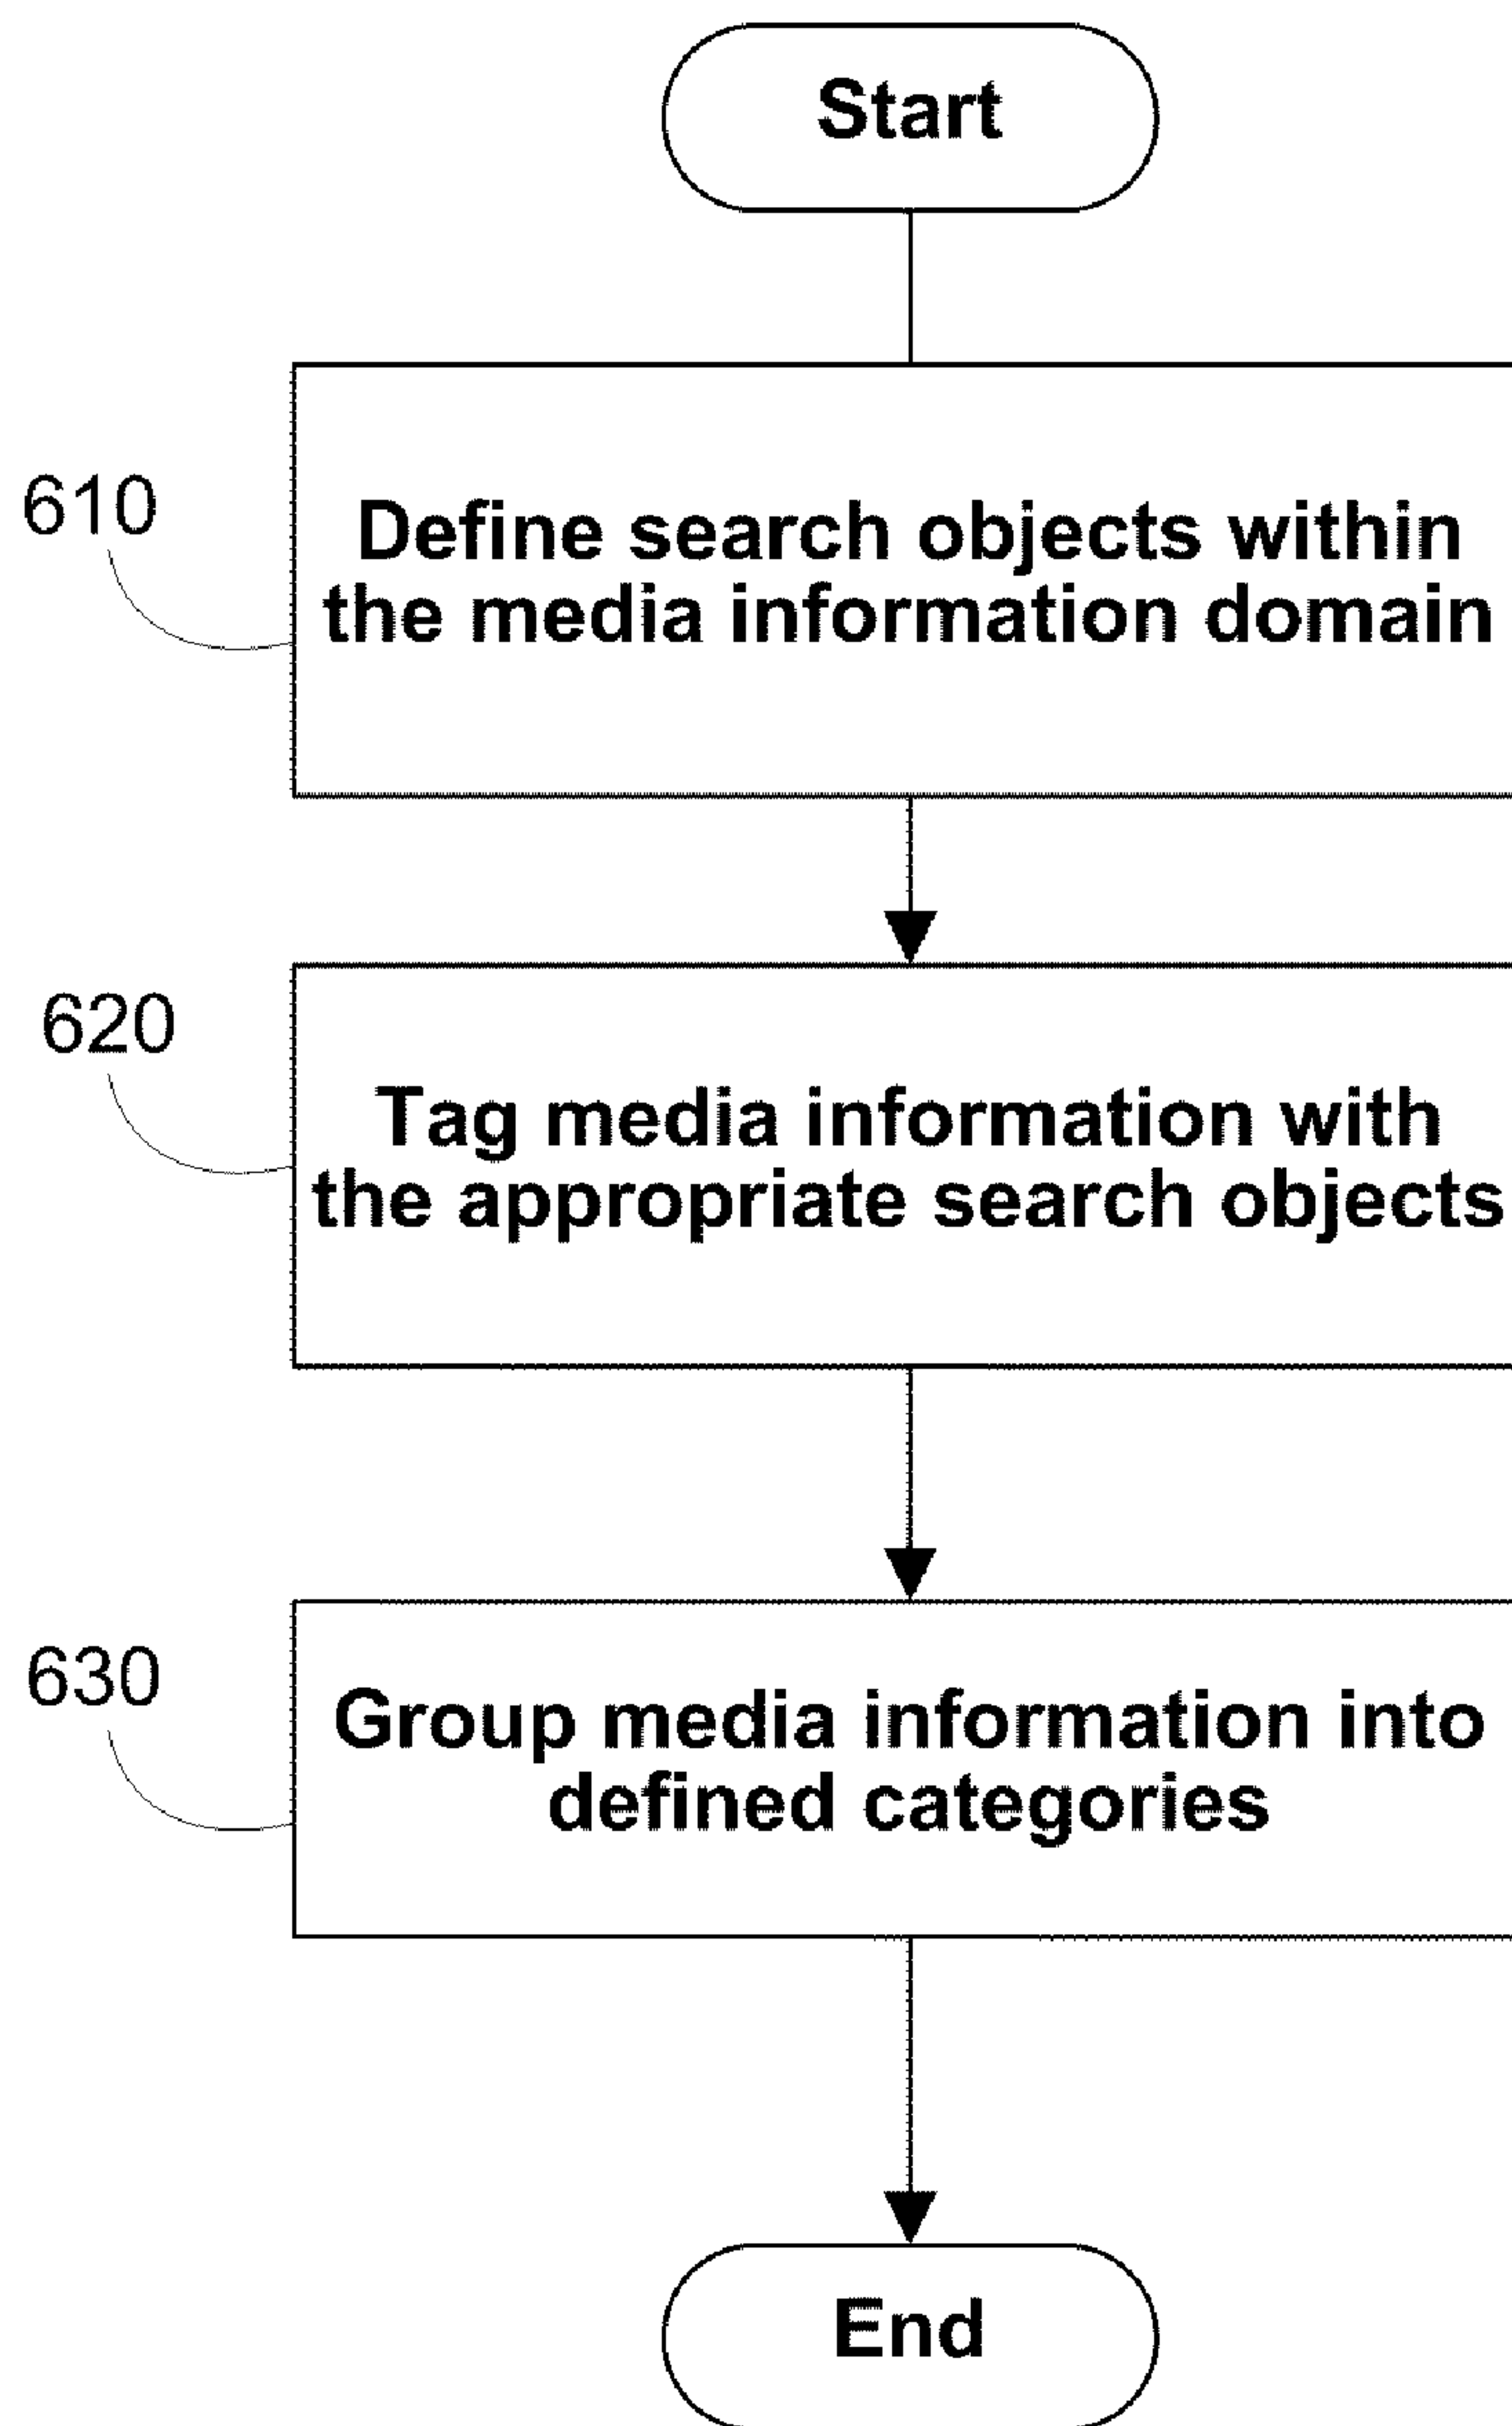 Start
610
Define search objects within
the media information domain
620
Tag media information with
the appropriate search objects
630
Group media information into
defined categories
End